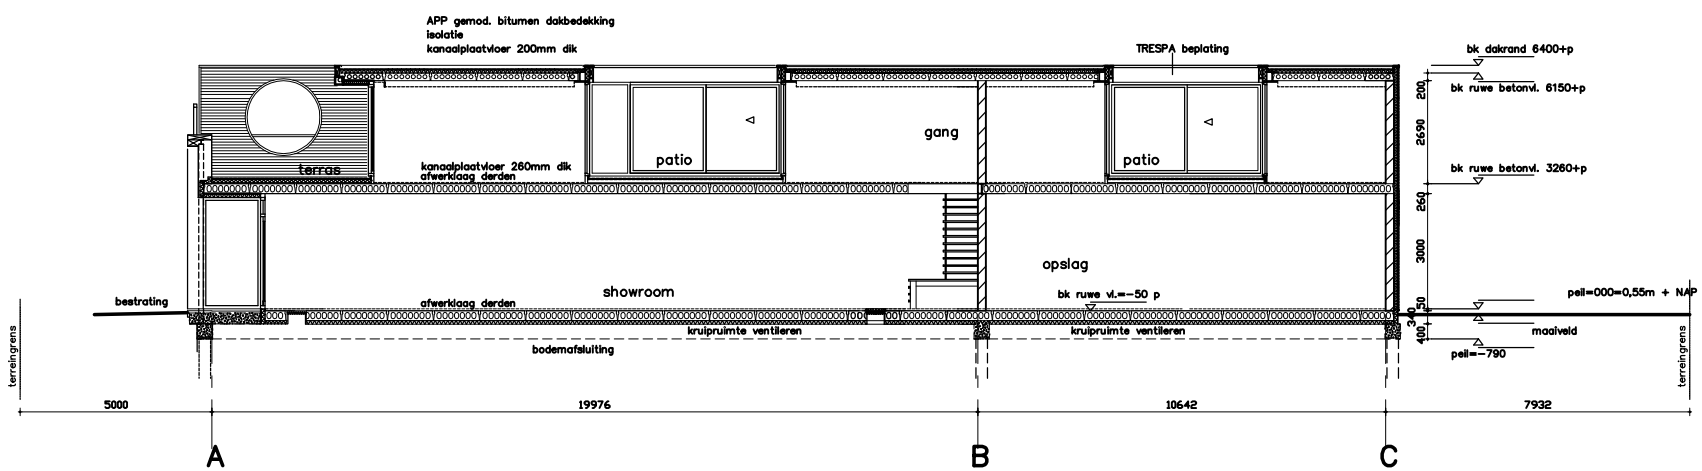 APP gemod. bitumen dakbedekking
isolatie
kanaalplaatvloer 200mm dik
TRESPA beplating
bk dakrand 6400+p
bk ruwe betonvl. 6150+p
200
2690
gang
patio
patio
terras
kanaalplaatvloer 260mm dik
afwerklaag derden
bk ruwe betonvl. 3260+p
260
3000
opslag
showroom
bk ruwe vl.=-50 p
peil=000=0,55m + NAP
bestrating
afwerklaag derden
50
340
400
kruipruimte ventileren
kruipruimte ventileren
maaiveld
bodemafsluiting
peil=-790
terreingrens
terreingrens
5000
19976
10642
7932
A
B
C